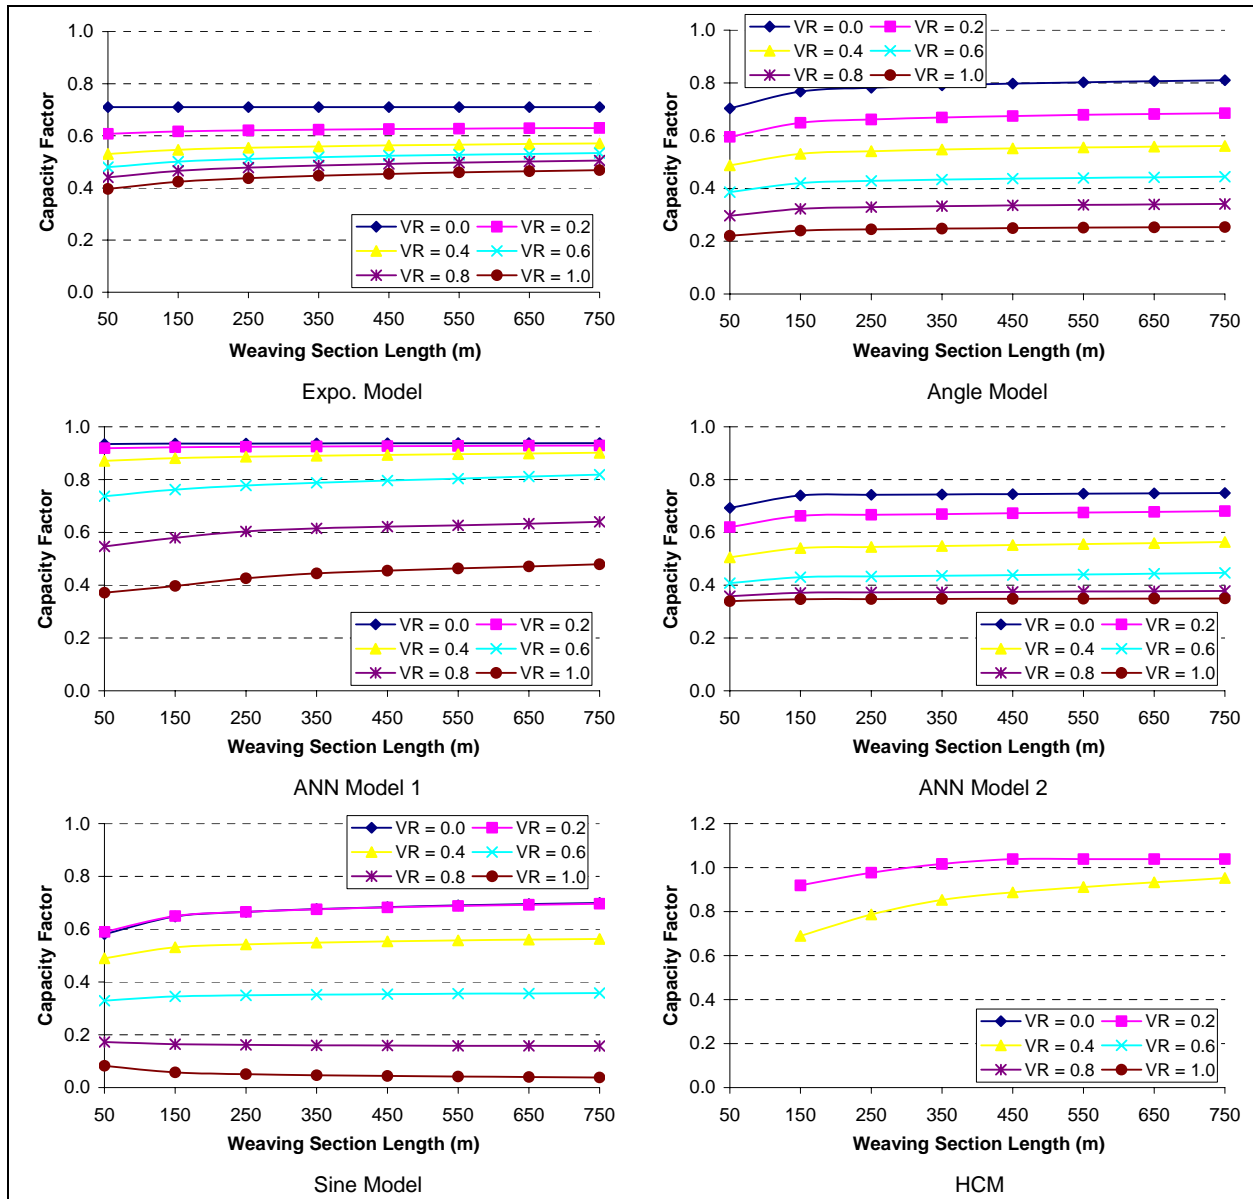 1.0
0.8
0.6
0.4
0.2
0.0
Capacity Factor
VR = 0.0 VR = 0.2
VR = 0.4 VR = 0.6
VR = 0.8 VR = 1.0
50 150 250 350 450 550 650 750
Weaving Section Length (m)
Expo. Model
VR = 0.0 VR = 0.2
VR = 0.4 VR = 0.6
VR = 0.8 VR = 1.0
1.0
0.8
0.6
0.4
0.2
0.0
Capacity Factor
50 150 250 350 450 550 650 750
Weaving Section Length (m)
Angle Model
1.0
0.8
0.6
0.4
0.2
0.0
Capacity Factor
VR = 0.0 VR = 0.2
VR = 0.4 VR = 0.6
VR = 0.8 VR = 1.0
50 150 250 350 450 550 650 750
Weaving Section Length (m)
ANN Model 1
1.0
0.8
0.6
0.4
0.2
0.0
Capacity Factor
VR = 0.0 VR = 0.2
VR = 0.4 VR = 0.6
VR = 0.8 VR = 1.0
50 150 250 350 450 550 650 750
Weaving Section Length (m)
ANN Model 2
1.0
0.8
0.6
0.4
0.2
0.0
Capacity Factor
VR = 0.0 VR = 0.2
VR = 0.4 VR = 0.6
VR = 0.8 VR = 1.0
50 150 250 350 450 550 650 750
Weaving Section Length (m)
Sine Model
1.2
1.0
0.8
0.6
0.4
0.2
0.0
Capacity Factor
VR = 0.0 VR = 0.2
VR = 0.4 VR = 0.6
VR = 0.8 VR = 1.0
50 150 250 350 450 550 650 750
Weaving Section Length (m)
HCM